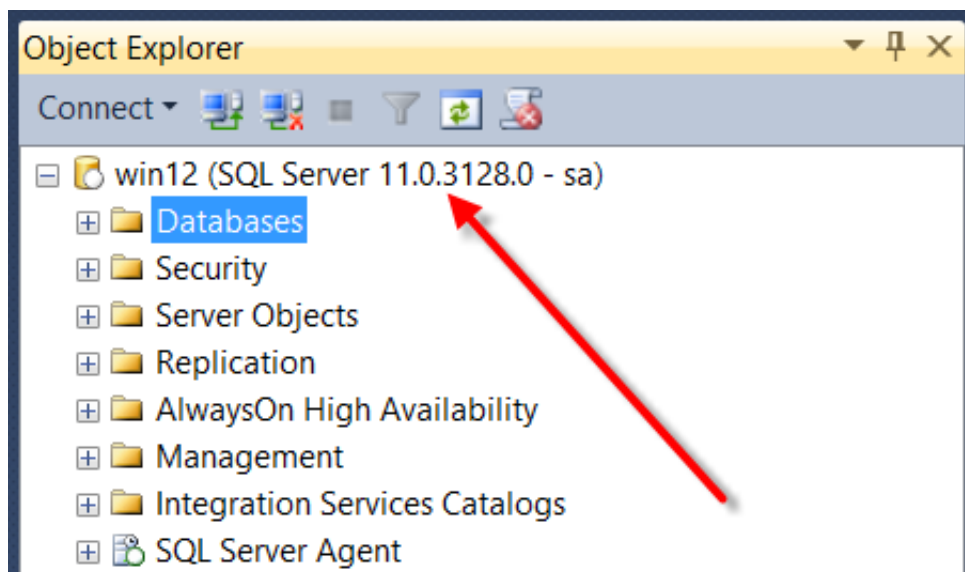 Object Explorer
Connect
win12 (SQL Server 11.0.3128.0 - sa)
Databases
Security
Server Objects
Replication
AlwaysOn High Availability
Management
Integration Services Catalogs
SQL Server Agent